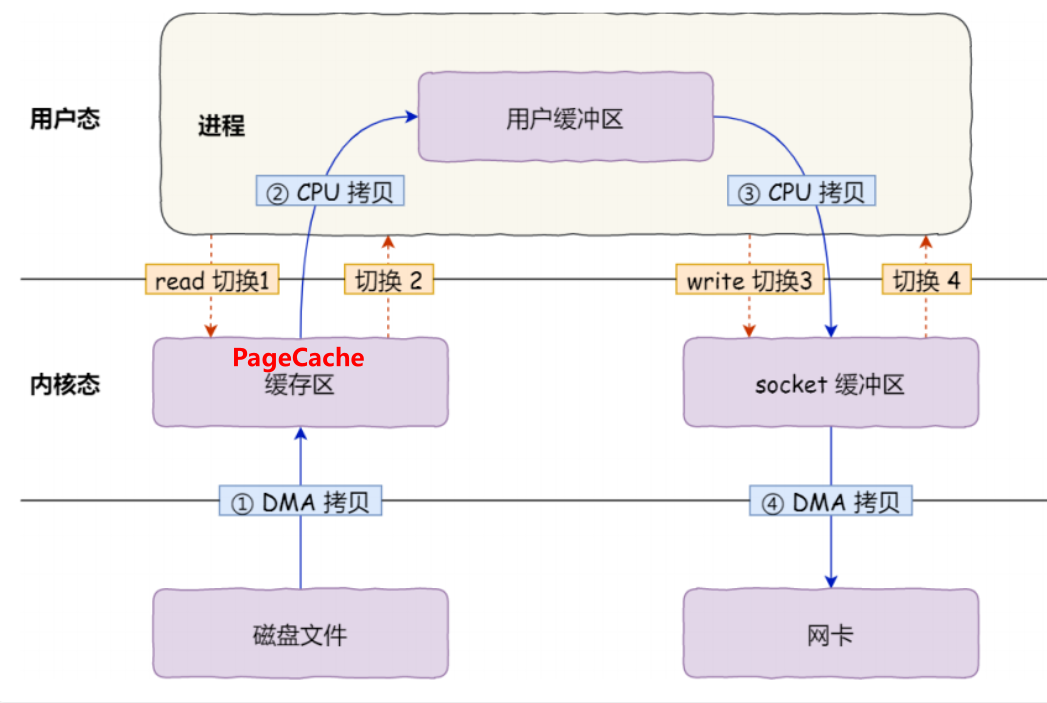 用户态
进程
用户缓冲区
② CPU 拷贝
③ CPU 拷贝
read 切换1
切换 2
write 切换3
切换 4
内核态
PageCache
缓存区
socket 缓冲区
① DMA 拷贝
④ DMA 拷贝
磁盘文件
网卡